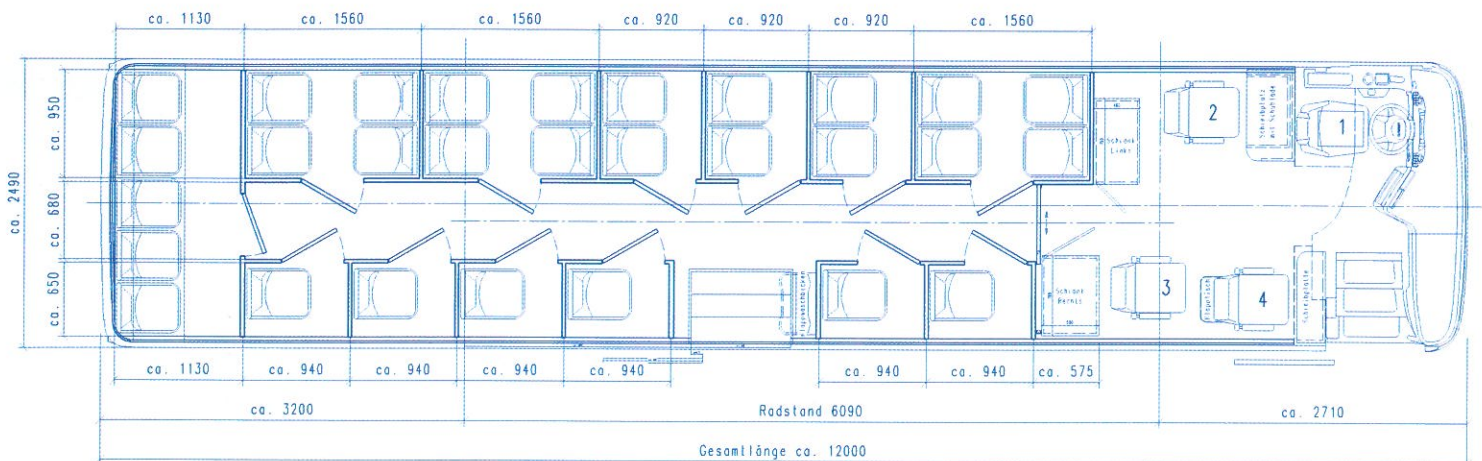 ca. 1130
ca. 1560
ca. 1560
ca. 920
ca. 920
ca. 920
ca. 1560
ca. 2490
ca. 950
ca. 680
ca. 650
Schrank
Links
2
Schreibplatz
mit Schublade
1
Klappwaschbecken
Schrank
Rechts
3
Klapptisch
4
ca. 1130
ca. 940
ca. 940
ca. 940
ca. 940
ca. 940
ca. 940
ca. 575
ca. 3200
Radstand 6090
ca. 2710
Gesamtlänge ca. 12000